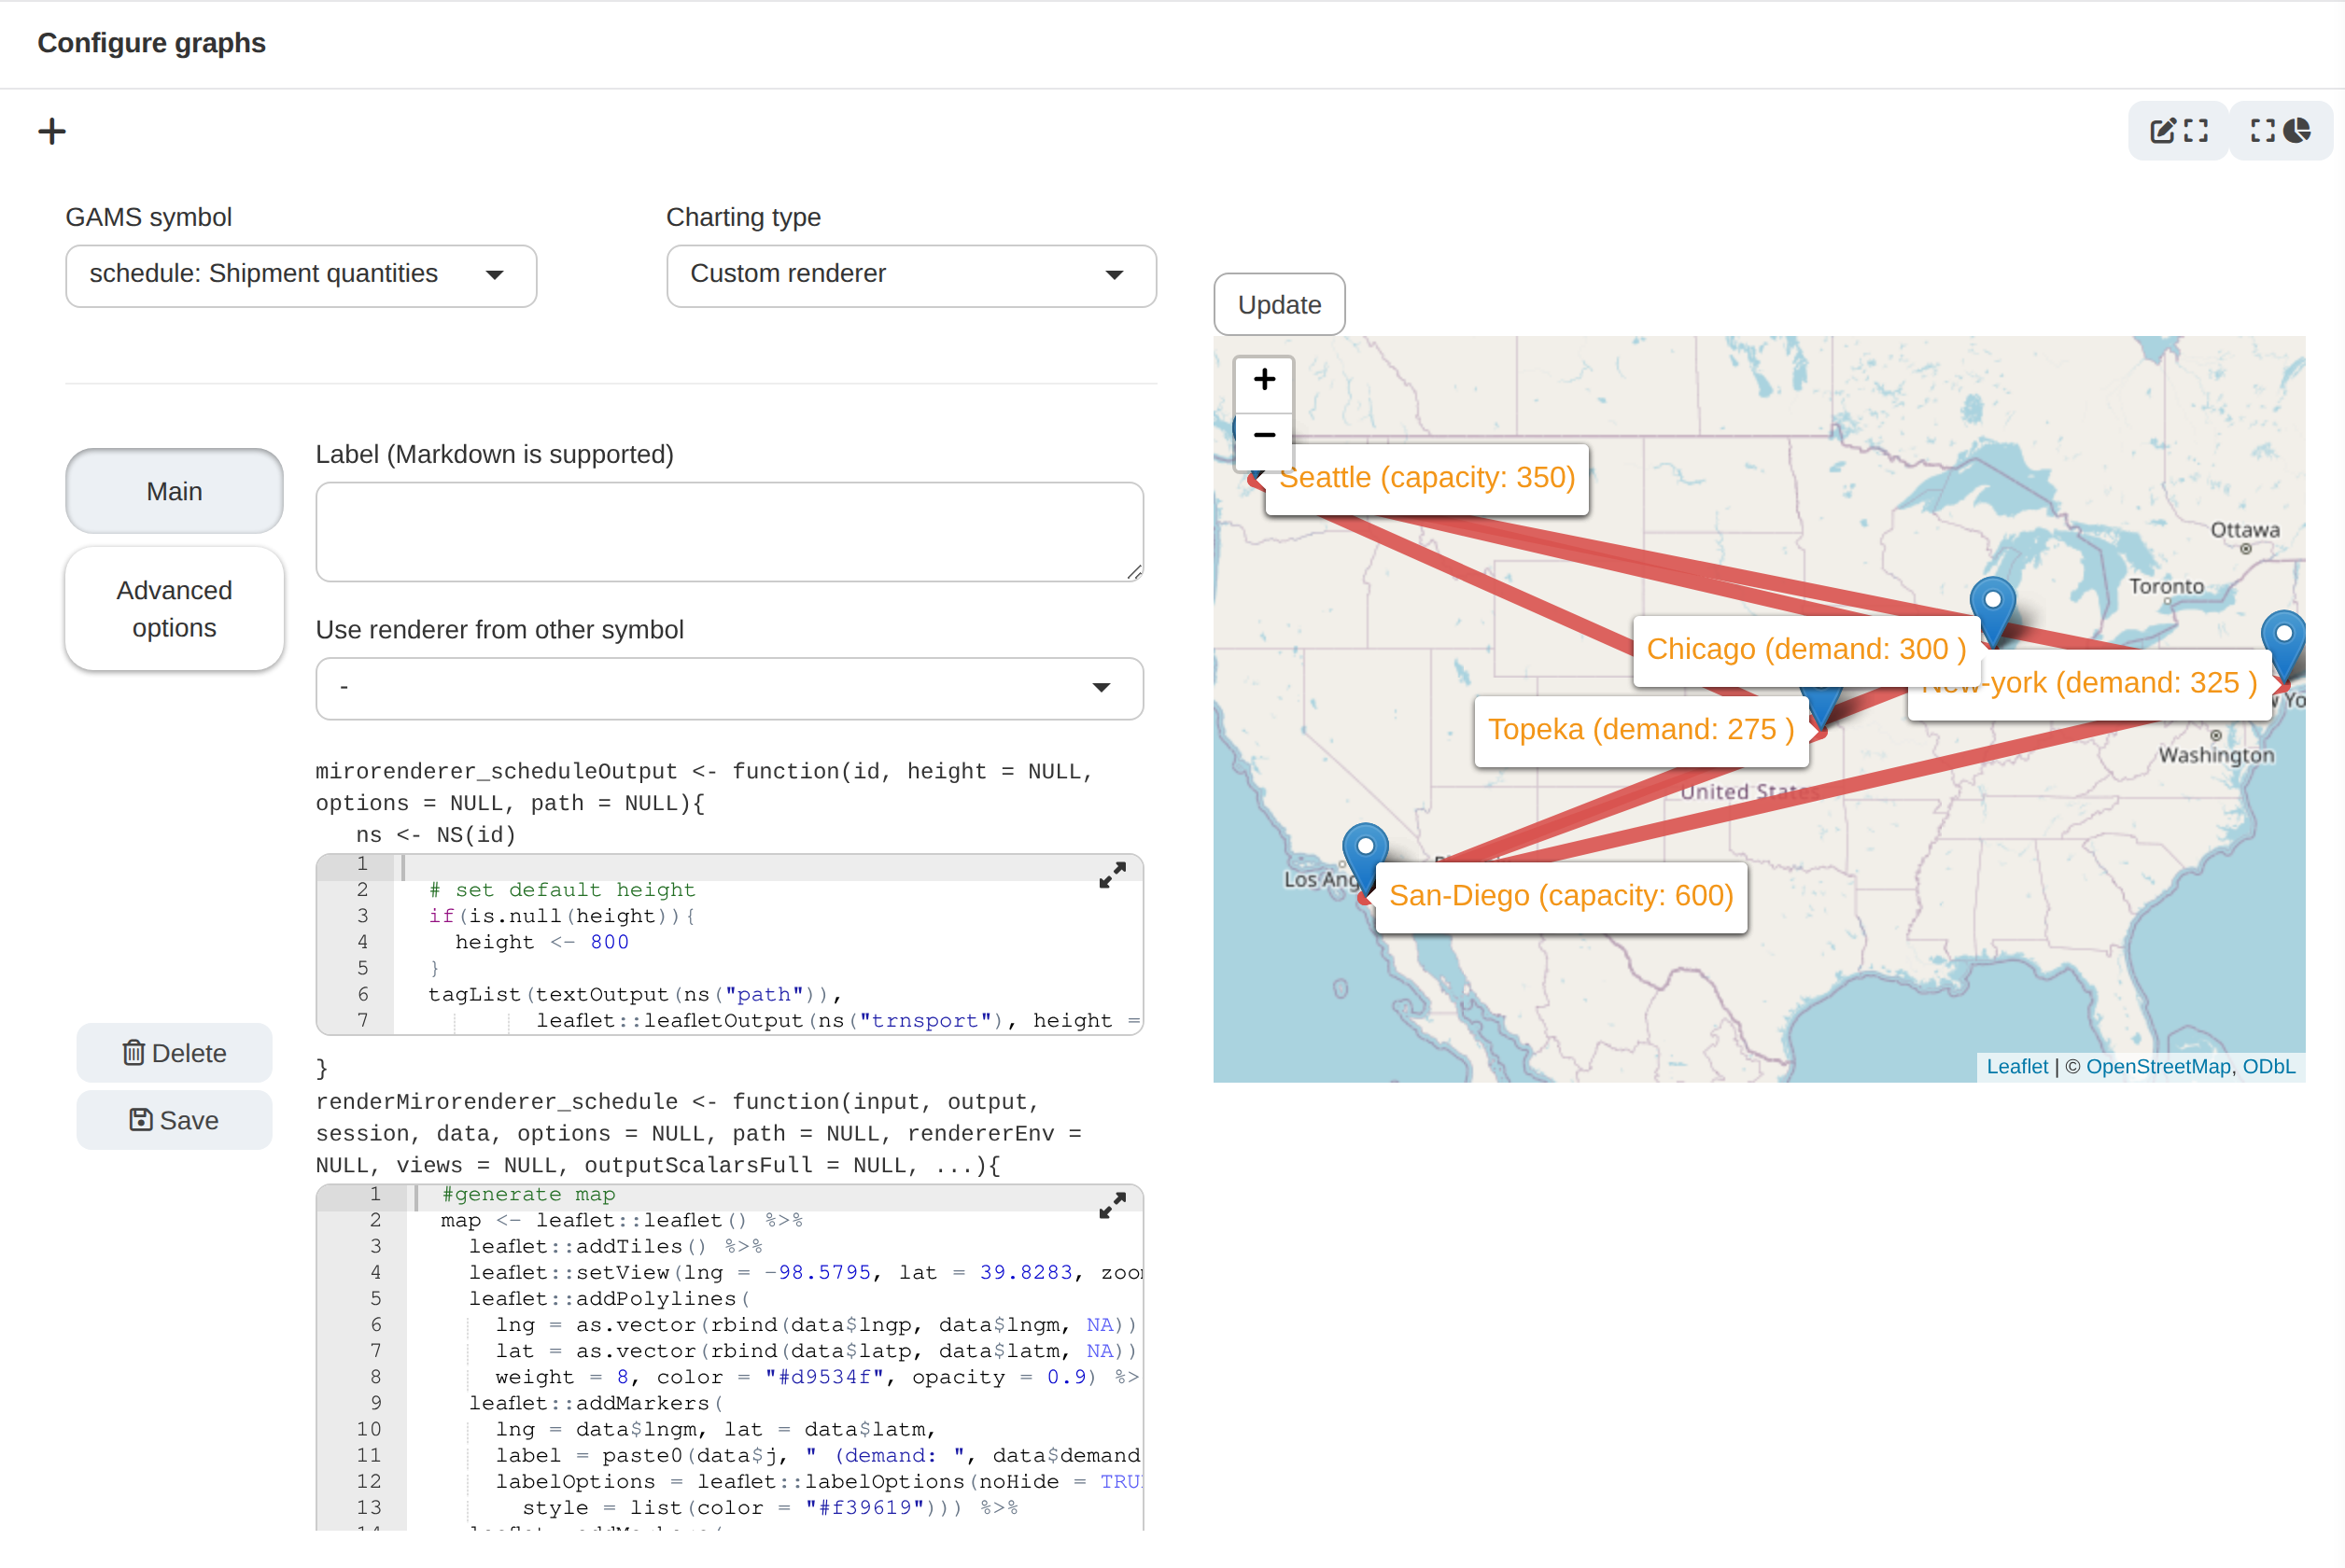 Configure graphs
GAMS symbol
Charting type
schedule: Shipment quantities
Custom renderer
Main
Advanced
options
Label (Markdown is supported)
Use renderer from other symbol
-
mirorenderer_scheduleOutput <- function(id, height = NULL,
options = NULL, path = NULL){
ns <- NS(id)
1
2 # set default height
3 if(is.null(height)){
4 height <- 800
5 }
6 tagList(textOutput(ns("path")),
7 leaflet::leafletOutput(ns("trnsport"), height =
}
Delete
Save
renderMirorenderer_schedule <- function(input, output,
session, data, options = NULL, path = NULL, rendererEnv =
NULL, views = NULL, outputScalarsFull = NULL, ...){
1 #generate map
2 map <- leaflet::leaflet() %>%
3 leaflet::addTiles() %>%
4 leaflet::setView(lng = -98.5795, lat = 39.8283,
5 leaflet::addPolylines(
6 lng = as.vector(rbind(data$lngp, data$lngm, NA))
7 lat = as.vector(rbind(data$latp, data$latm, NA))
8 weight = 8, color = "#d9534f", opacity = 0.9) %>
9 leaflet::addMarkers(
10 lng = data$lngm, lat = data$latm,
11 label = paste0(data$j, " (demand: ", data$demand
12 labelOptions = leaflet::labelOptions(noHide = TRU
13 style = list(color = "#f39619"))) %>%
Update
+
−
Seattle (capacity: 350)
Ottawa
Toronto
Chicago (demand: 300 )
New-york (demand: 325 )
Topeka (demand: 275 )
Washington
United States
Los Ang
San-Diego (capacity: 600)
Leaflet | © OpenStreetMap, ODbL